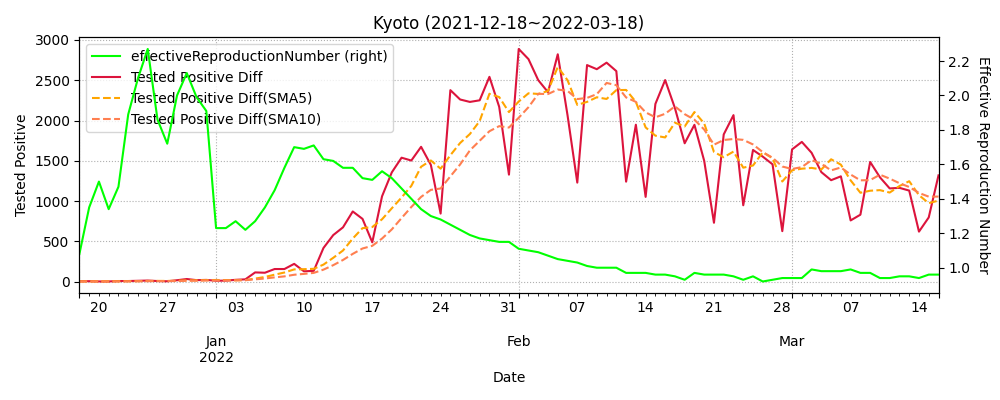 Kyoto (2021-12-18~2022-03-18)
effectiveReproductionNumber (right)
Tested Positive Diff
Tested Positive Diff(SMA5)
Tested Positive Diff(SMA10)
Tested Positive
3000
2500
2000
1500
1000
500
0
2.2
2.0
1.8
1.6
1.4
1.2
1.0
Effective Reproduction Number
20 27 03 10 17 24 31 07 14 21 28 07 14
Jan Feb Mar
2022
Date